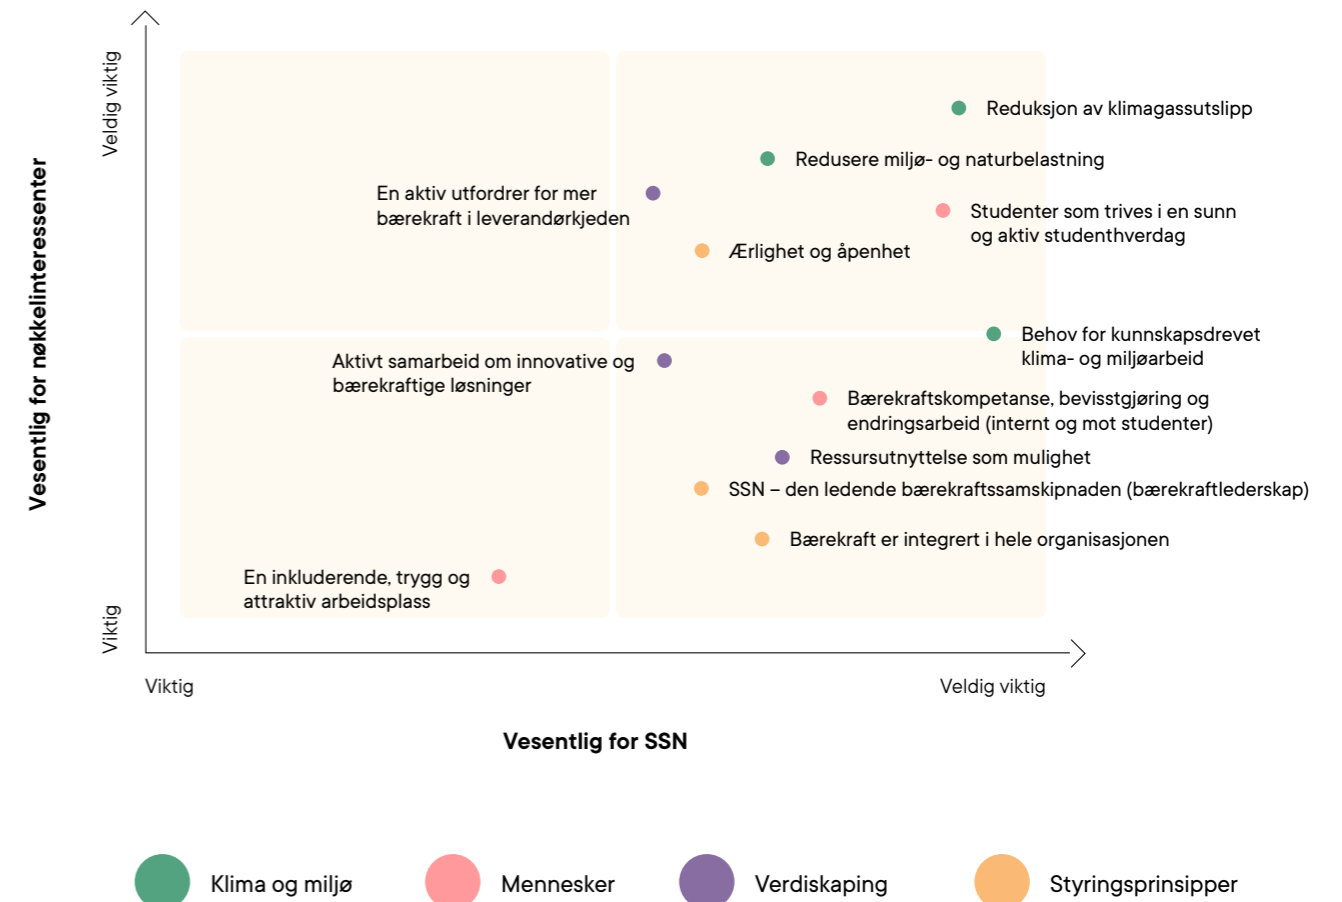 Vesentlig for nøkkelinteressenter
Veldig viktig
Viktig
Reduksjon av klimagassutslipp
Redusere miljø- og naturbelastning
En aktiv utfordrer for mer
bærekraft i leverandørkjeden
Studenter som trives i en sunn
og aktiv studenthverdag
Ærlighet og åpenhet
Behov for kunnskapsdrevet
klima- og miljøarbeid
Aktivt samarbeid om innovative og
bærekraftige løsninger
Bærekraftskompetanse, bevisstgjøring og
endringsarbeid (internt og mot studenter)
Ressursutnyttelse som mulighet
SSN – den ledende bærekraftssamskipnaden (bærekraftlederskap)
Bærekraft er integrert i hele organisasjonen
En inkluderende, trygg og
attraktiv arbeidsplass
Viktig
Veldig viktig
Vesentlig for SSN
Klima og miljø
Mennesker
Verdiskaping
Styringsprinsipper